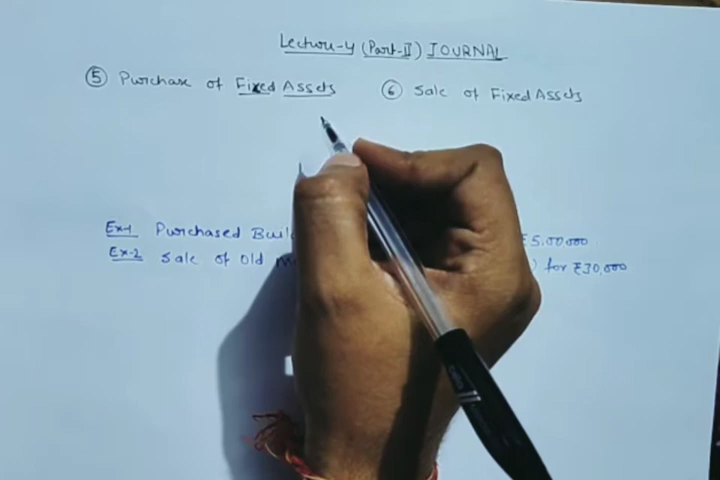 Lecture-4 (Part-II) JOURNAL
⑤ Purchase of Fixed Assets ⑥ Sale of Fixed Assets
Ex-1. Purchased ₹5,00,000
Ex-2 Sale of Old ) for ₹30,000